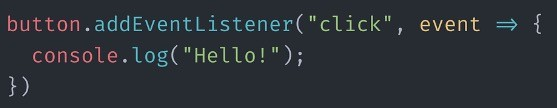 button.addEventListener("click", event => {
  console.log("Hello!");
})